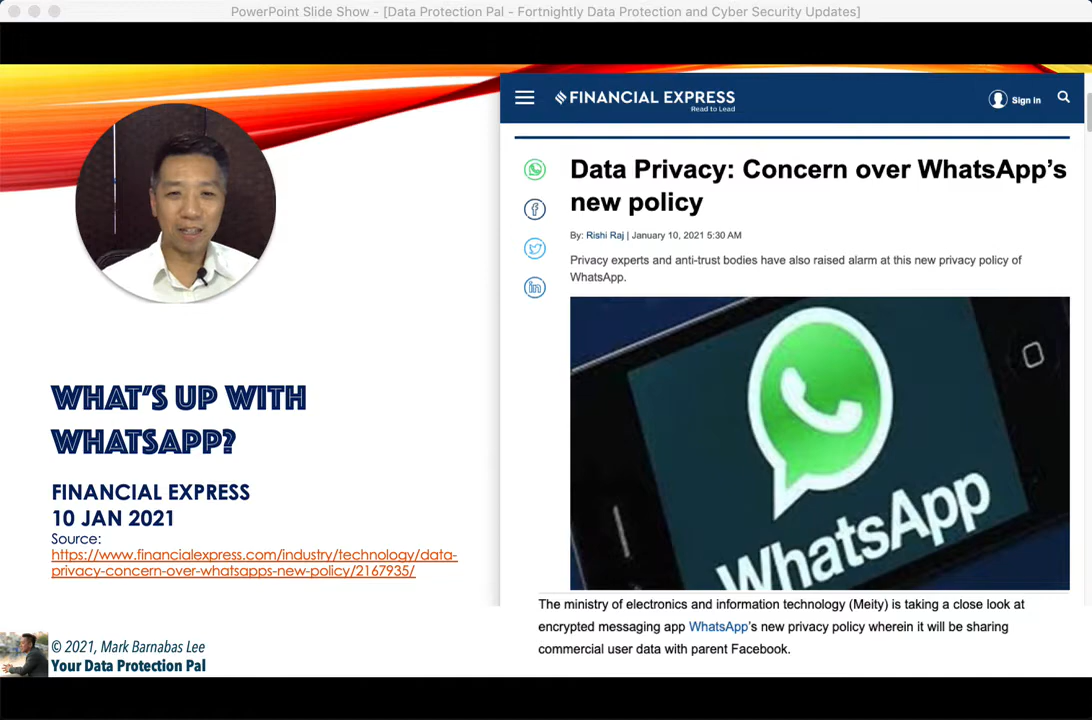 PowerPoint Slide Show - [Data Protection Pal - Fortnightly Data Protection and Cyber Security Updates]
FINANCIAL EXPRESS
Read to Lead
Sign in
Data Privacy: Concern over WhatsApp’s
new policy
By: Rishi Raj | January 10, 2021 5:30 AM
Privacy experts and anti-trust bodies have also raised alarm at this new privacy policy of
WhatsApp.
WhatsApp
The ministry of electronics and information technology (Meity) is taking a close look at
encrypted messaging app WhatsApp’s new privacy policy wherein it will be sharing
commercial user data with parent Facebook.
WHAT’S UP WITH
WHATSAPP?
FINANCIAL EXPRESS
10 JAN 2021
Source:
https://www.financialexpress.com/industry/technology/data-
privacy-concern-over-whatsapps-new-policy/2167935/
© 2021, Mark Barnabas Lee
Your Data Protection Pal